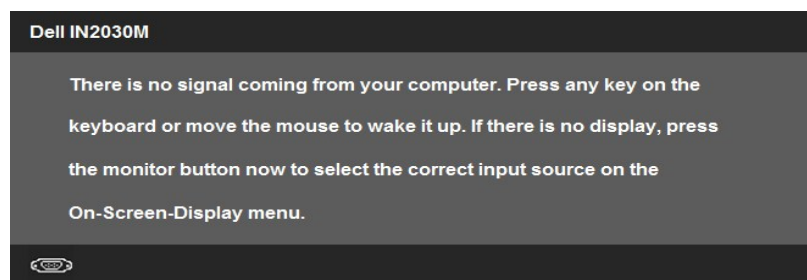 Dell IN2030M
There is no signal coming from your computer. Press any key on the
keyboard or move the mouse to wake it up. If there is no display, press
the monitor button now to select the correct input source on the
On-Screen-Display menu.